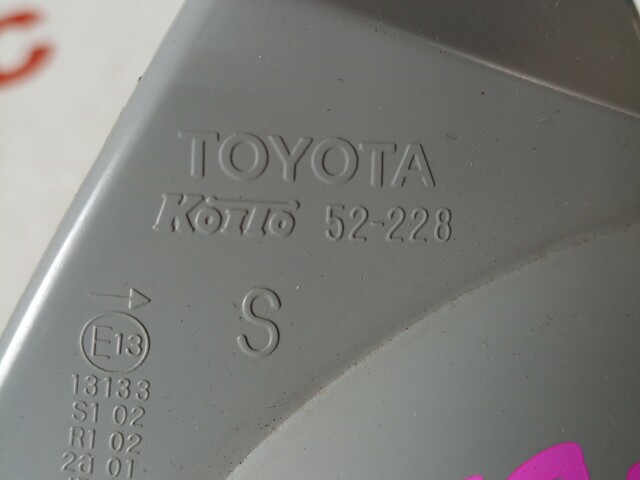 TOYOTA
KOITO 52-228
S
→
E13
13133
S1 02
R1 02
2a 01